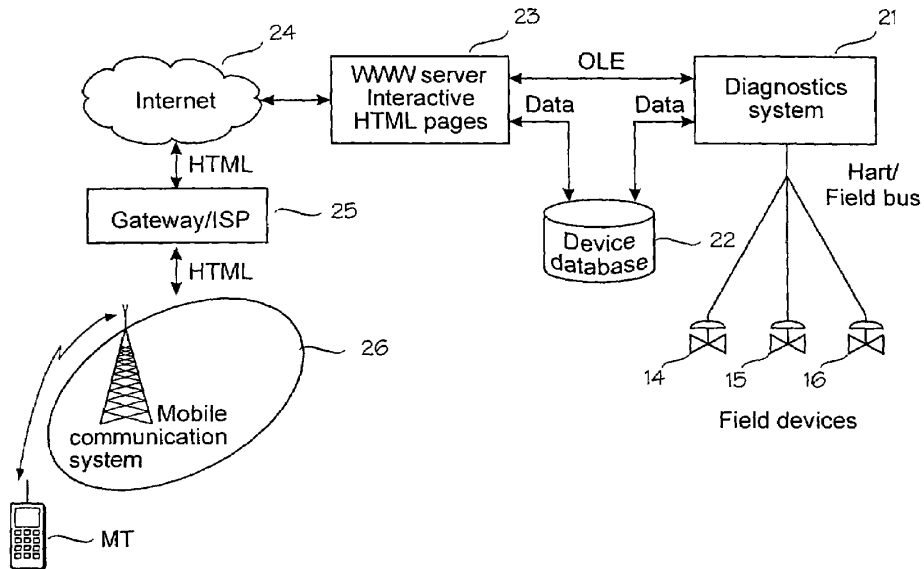 24
Internet
23
WWW server
Interactive
HTML pages
OLE
Data
Data
21
Diagnostics
system
HTML
Gateway/ISP
25
HTML
Device
database
22
Hart/
Field bus
14
15
16
Field devices
26
Mobile
communication
system
MT